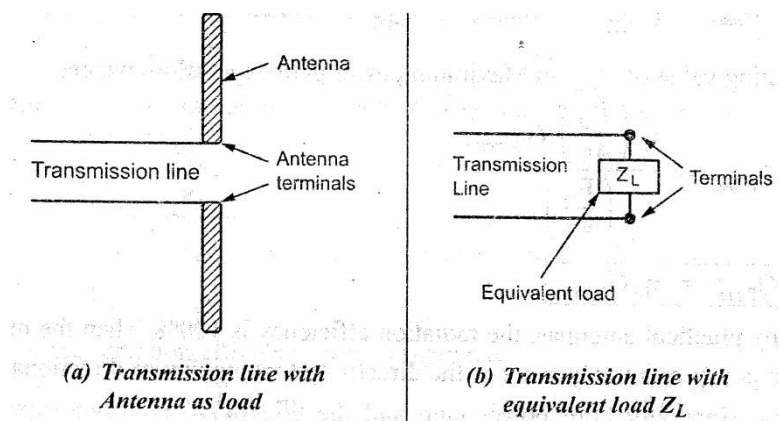 Antenna
Transmission line
Antenna
terminals
(a) Transmission line with
Antenna as load
Transmission
Line
Z_L
Terminals
Equivalent load
(b) Transmission line with
equivalent load Z_L